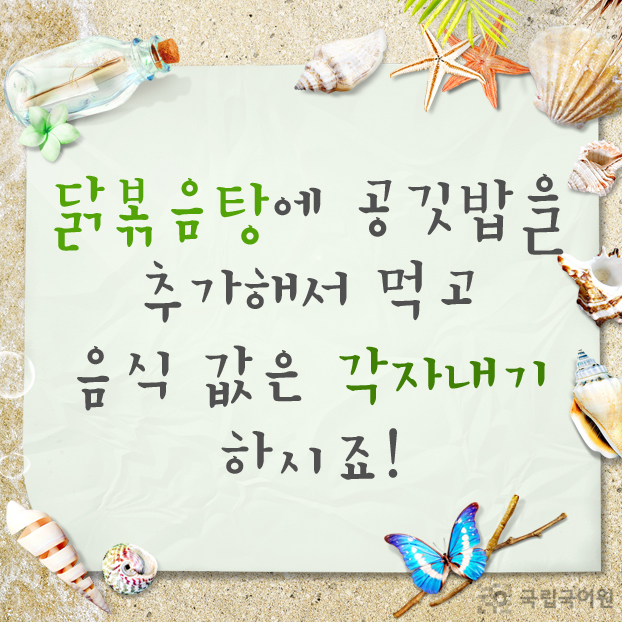 닭볶음탕에 공깃밥을
추가해서 먹고
음식 값은 각자내기
하시죠!
국립국어원